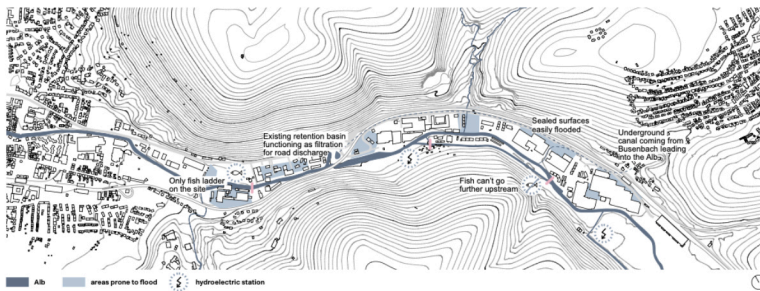 Existing retention basin
functioning as filtration
for road discharge
Only fish ladder
on the site
Fish can't go
further upstream
Sealed surfaces
easily flooded
Underground
canal coming from
Busenbach leading
into the Alb
Alb
areas prone to flood
hydroelectric station